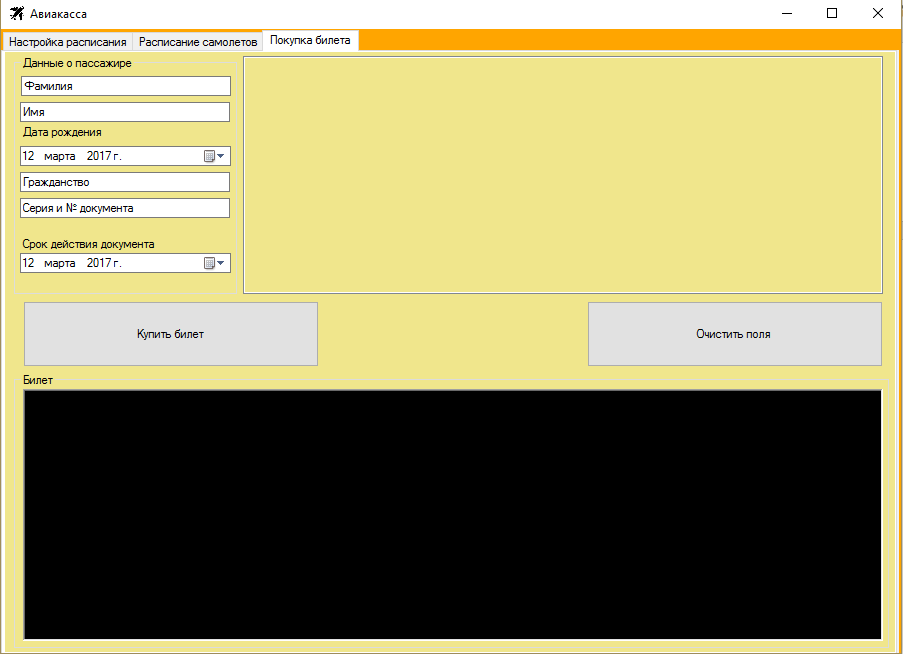 Авиакасса
Настройка расписания Расписание самолетов Покупка билета
Данные о пассажире
Фамилия
Имя
Дата рождения
12 марта 2017 г.
Гражданство
Серия и № документа
Срок действия документа
12 марта 2017 г.
Купить билет Очистить поля
Билет